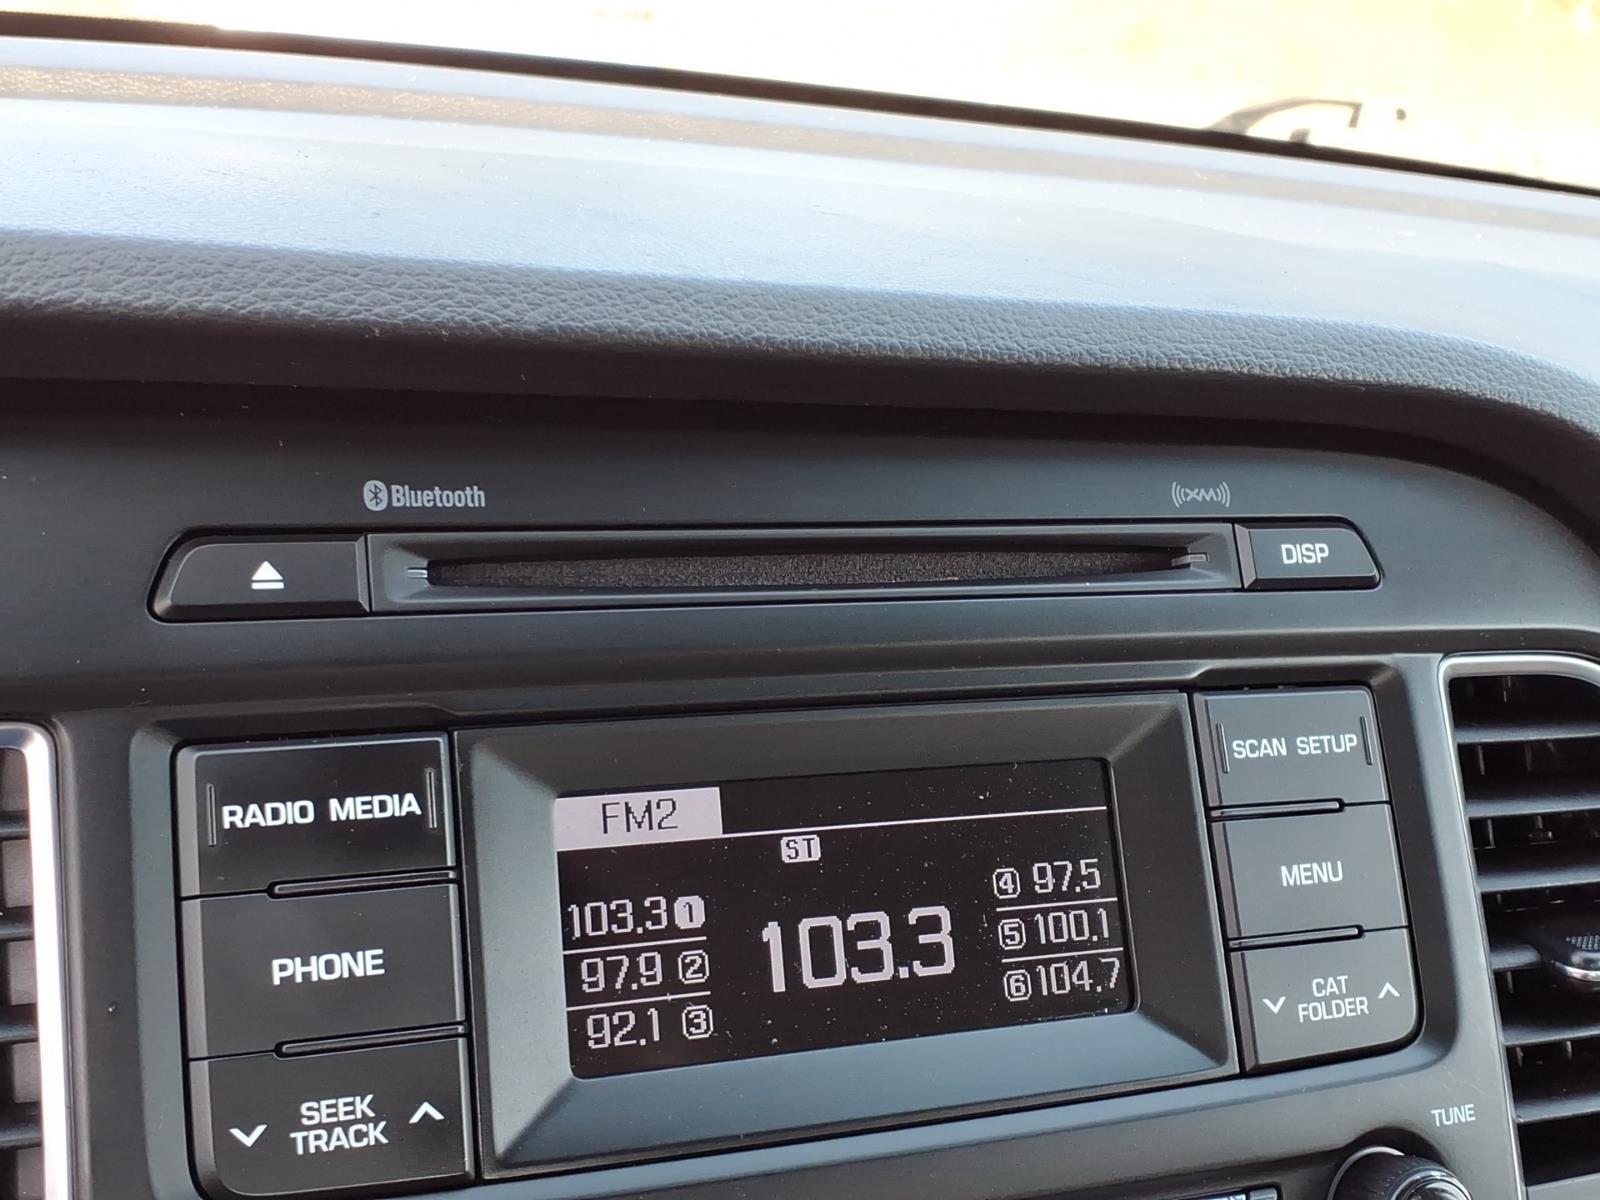 Bluetooth
((XM))
DISP
RADIO MEDIA
PHONE
SEEK
TRACK
FM2
ST
103.3 1
97.9 2
92.1 3
103.3
4 97.5
5 100.1
6 104.7
SCAN SETUP
MENU
CAT
FOLDER
TUNE